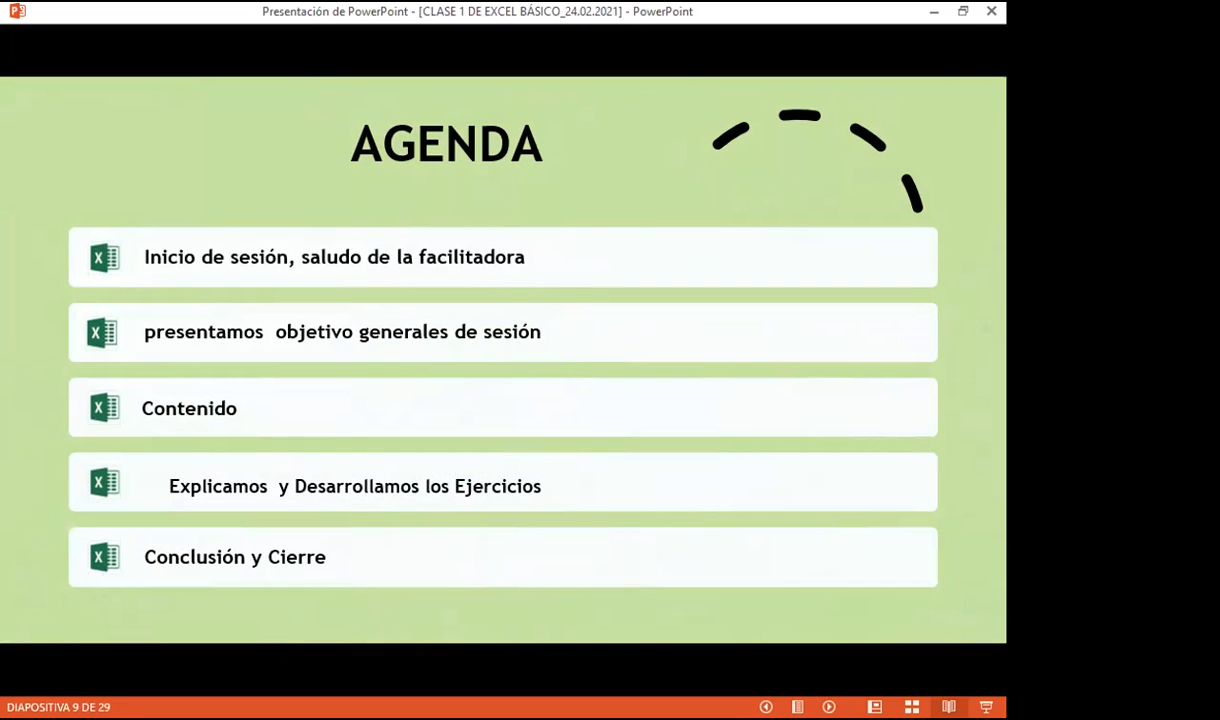 Presentación de PowerPoint - [CLASE 1 DE EXCEL BÁSICO_24.02.2021] - PowerPoint
AGENDA
Inicio de sesión, saludo de la facilitadora
presentamos  objetivo generales de sesión
Contenido
Explicamos  y Desarrollamos los Ejercicios
Conclusión y Cierre
DIAPOSITIVA 9 DE 29